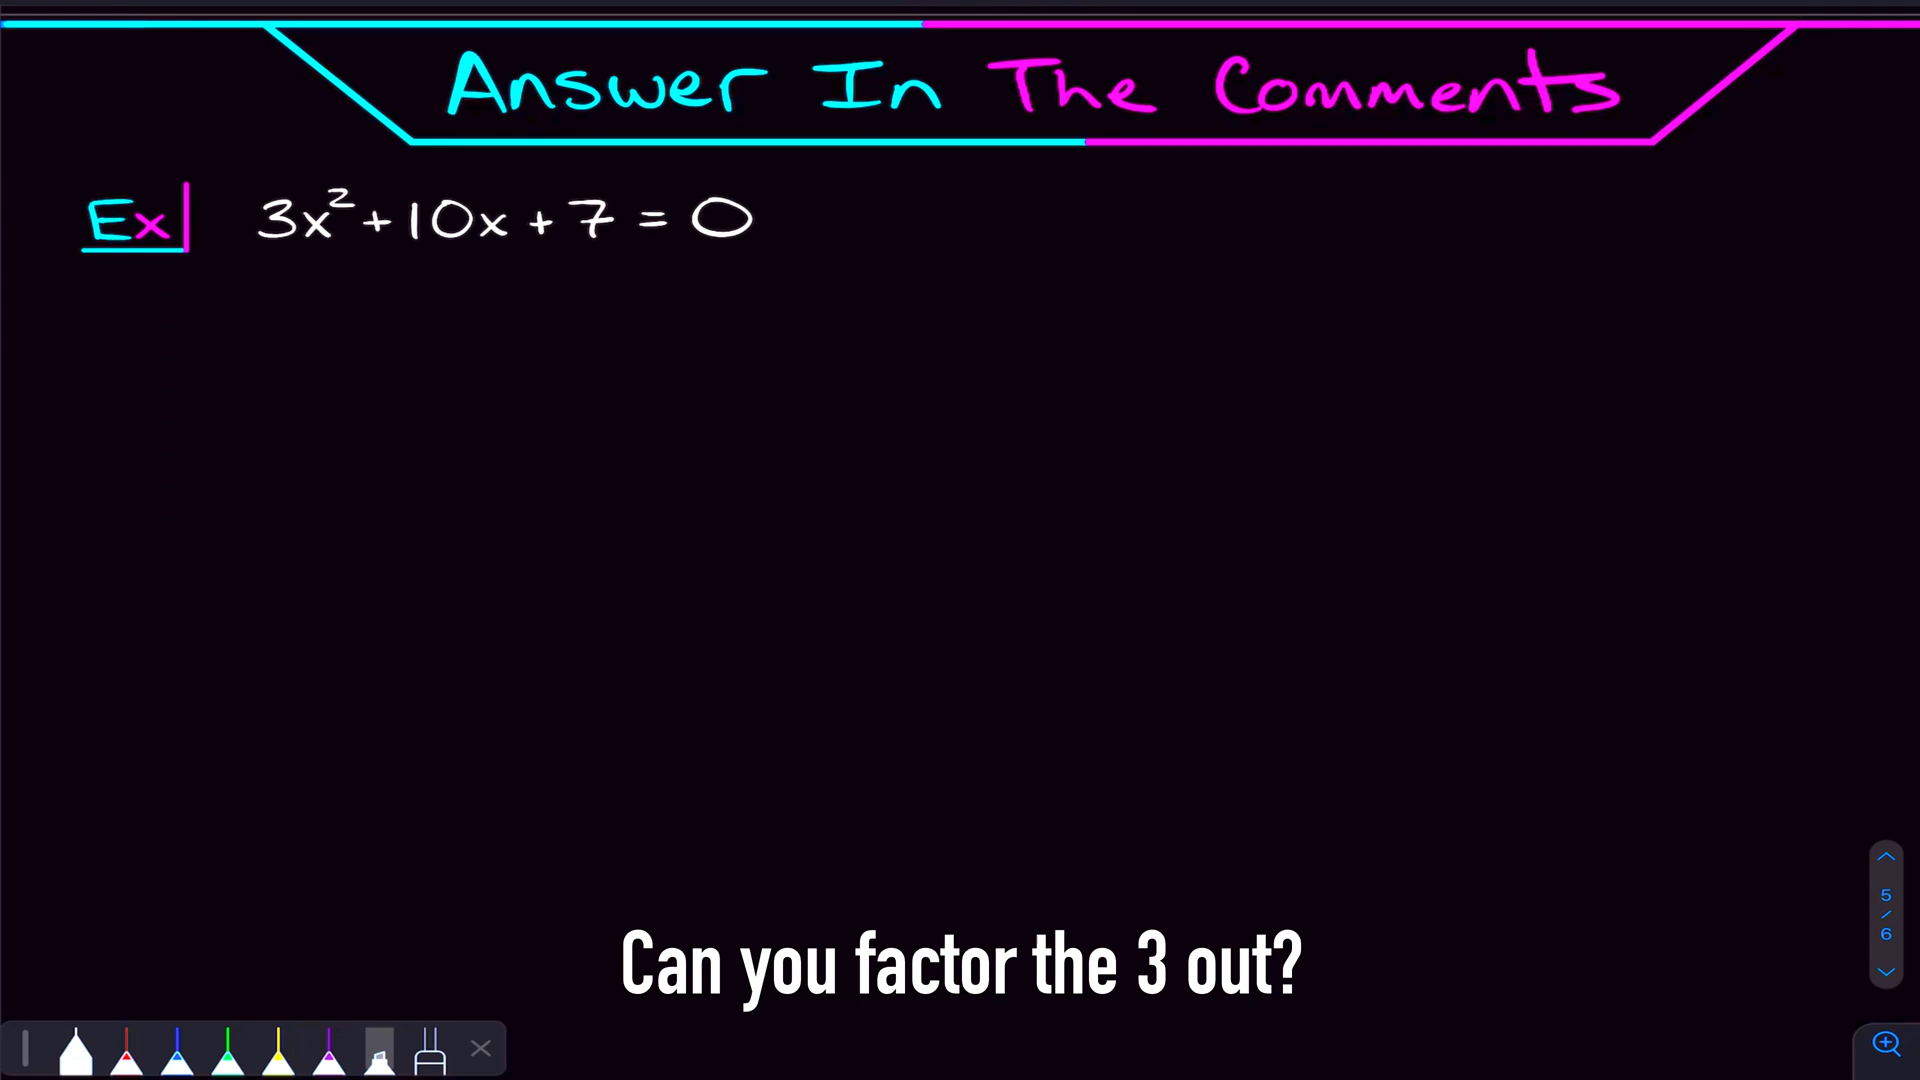 Answer In The Comments
Ex 3x²+10x+7=0
5
/
6
Can you factor the 3 out?